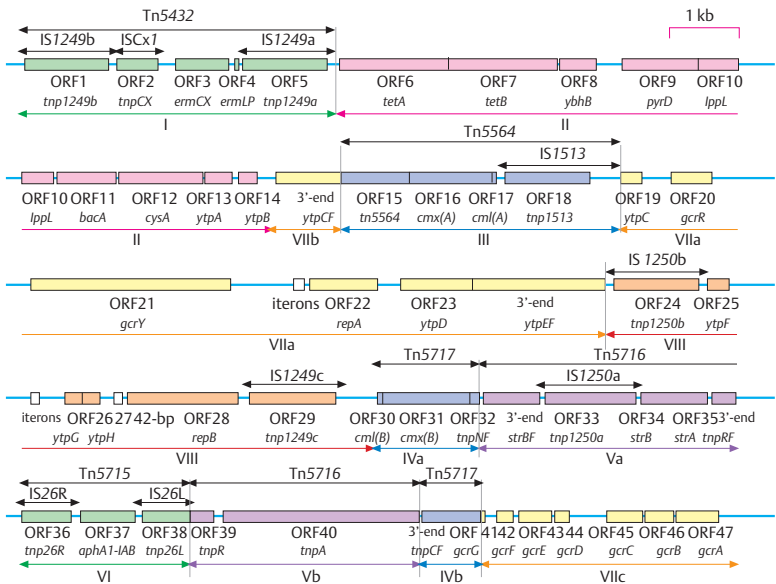 Tn5432
IS1249b ISCx1 IS1249a 1 kb
ORF1 ORF2 ORF3 ORF4 ORF5 ORF6 ORF7 ORF8 ORF9 ORF10
tnp1249b tnpCX ermCX ermLP tnp1249a tetA tetB ybhB pyrD lppL
I II
Tn5564
IS1513
ORF10 ORF11 ORF12 ORF13 ORF14 3'-end ORF15 ORF16 ORF17 ORF18 ORF19 ORF20
lppL bacA cysA ytpA ytpB ytpCF tn5564 cmx(A) cml(A) tnp1513 ytpC gcrR
II VIIb III VIIa
IS 1250b
ORF21 iterons ORF22 ORF23 3'-end ORF24 ORF25
gcrY repA ytpD ytpEF tnp1250b ytpF
VIIa VIII
Tn5717 Tn5716
IS1249c IS1250a
iterons ORF26 27 42-bp ORF28 ORF29 ORF30 ORF31 ORF32 3'-end ORF33 ORF34 ORF35 3'-end
ytpG ytpH repB tnp1249c cml(B) cmx(B) tnpNF strBF tnp1250a strB strA tnpRF
VIII IVa Va
Tn5715 Tn5716 Tn5717
IS26R IS26L
ORF36 ORF37 ORF38 ORF39 ORF40 3'-end ORF 4142 ORF4344 ORF45 ORF46 ORF47
tnp26R aphA1-IAB tnp26L tnpR tnpA tnpCF gcrG gcrF gcrE gcrD gcrC gcrB gcrA
VI Vb IVb VIIc